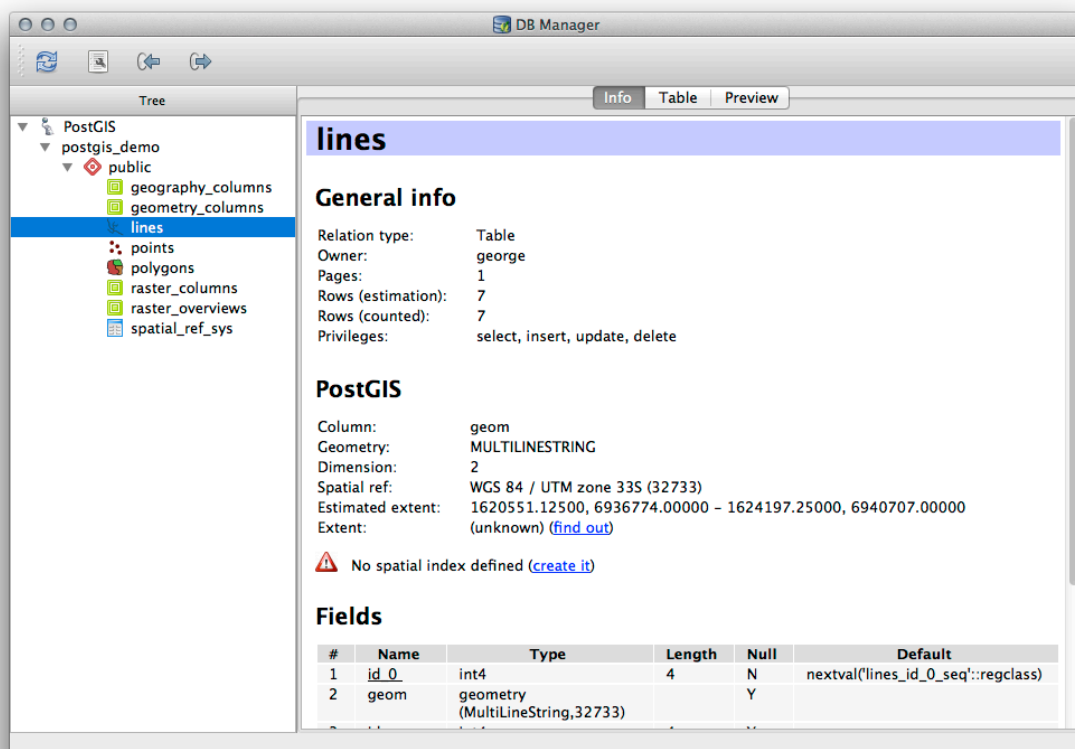 DB Manager
Tree
Info Table Preview
PostGIS
postgis_demo
public
geography_columns
geometry_columns
lines
points
polygons
raster_columns
raster_overviews
spatial_ref_sys
lines
General info
Relation type: Table
Owner: george
Pages: 1
Rows (estimation): 7
Rows (counted): 7
Privileges: select, insert, update, delete
PostGIS
Column: geom
Geometry: MULTILINESTRING
Dimension: 2
Spatial ref: WGS 84 / UTM zone 33S (32733)
Estimated extent: 1620551.12500, 6936774.00000 - 1624197.25000, 6940707.00000
Extent: (unknown) (find out)
No spatial index defined (create it)
Fields
# Name Type Length Null Default
1 id_0 int4 4 N nextval('lines_id_0_seq'::regclass)
2 geom geometry Y
(MultiLineString,32733)